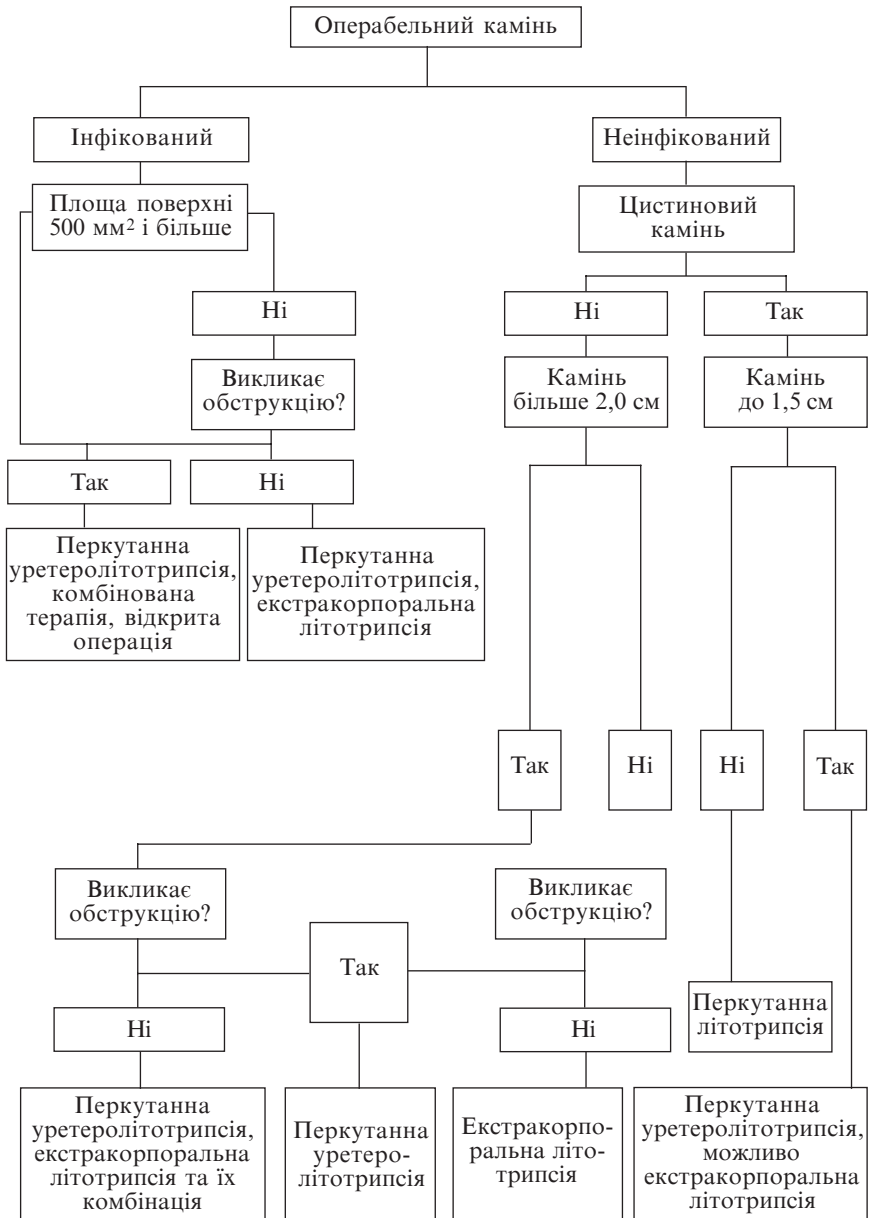 Операбельний камінь
Інфікований
Неінфікований
Площа поверхні
500 мм² і більше
Цистиновий
камінь
Ні
Ні
Так
Викликає
обструкцію?
Камінь
більше 2,0 см
Камінь
до 1,5 см
Так
Ні
Перкутанна
уретеролітотрипсія,
комбінована
терапія, відкрита
операція
Перкутанна
уретеролітотрипсія,
екстракорпоральна
літотрипсія
Так
Ні
Ні
Так
Викликає
обструкцію?
Викликає
обструкцію?
Так
Перкутанна
літотрипсія
Ні
Ні
Перкутанна
уретеролітотрипсія,
екстракорпоральна
літотрипсія та їх
комбінація
Перкутанна
уретеро-
літотрипсія
Екстракорпо-
ральна літо-
трипсія
Перкутанна
уретеролітотрипсія,
можливо
екстракорпоральна
літотрипсія